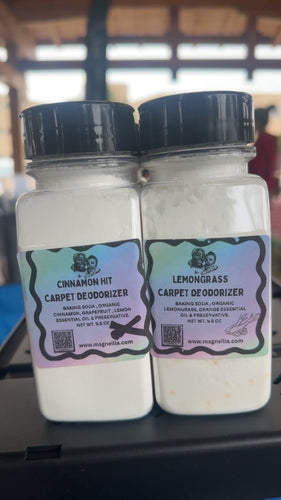 CINNAMON HIT
CARPET DEODORIZER
BAKING SODA, ORGANIC
CINNAMON, GRAPEFRUIT, LEMON
ESSENTIAL OIL & PRESERVATIVE.
NET WT. 9.5 OZ
www.magnellia.com
LEMONGRASS
CARPET DEODORIZER
BAKING SODA, ORGANIC
LEMONGRASS, ORANGE ESSENTIAL
OIL & PRESERVATIVE.
NET WT. 9.5 OZ
www.magnellia.com